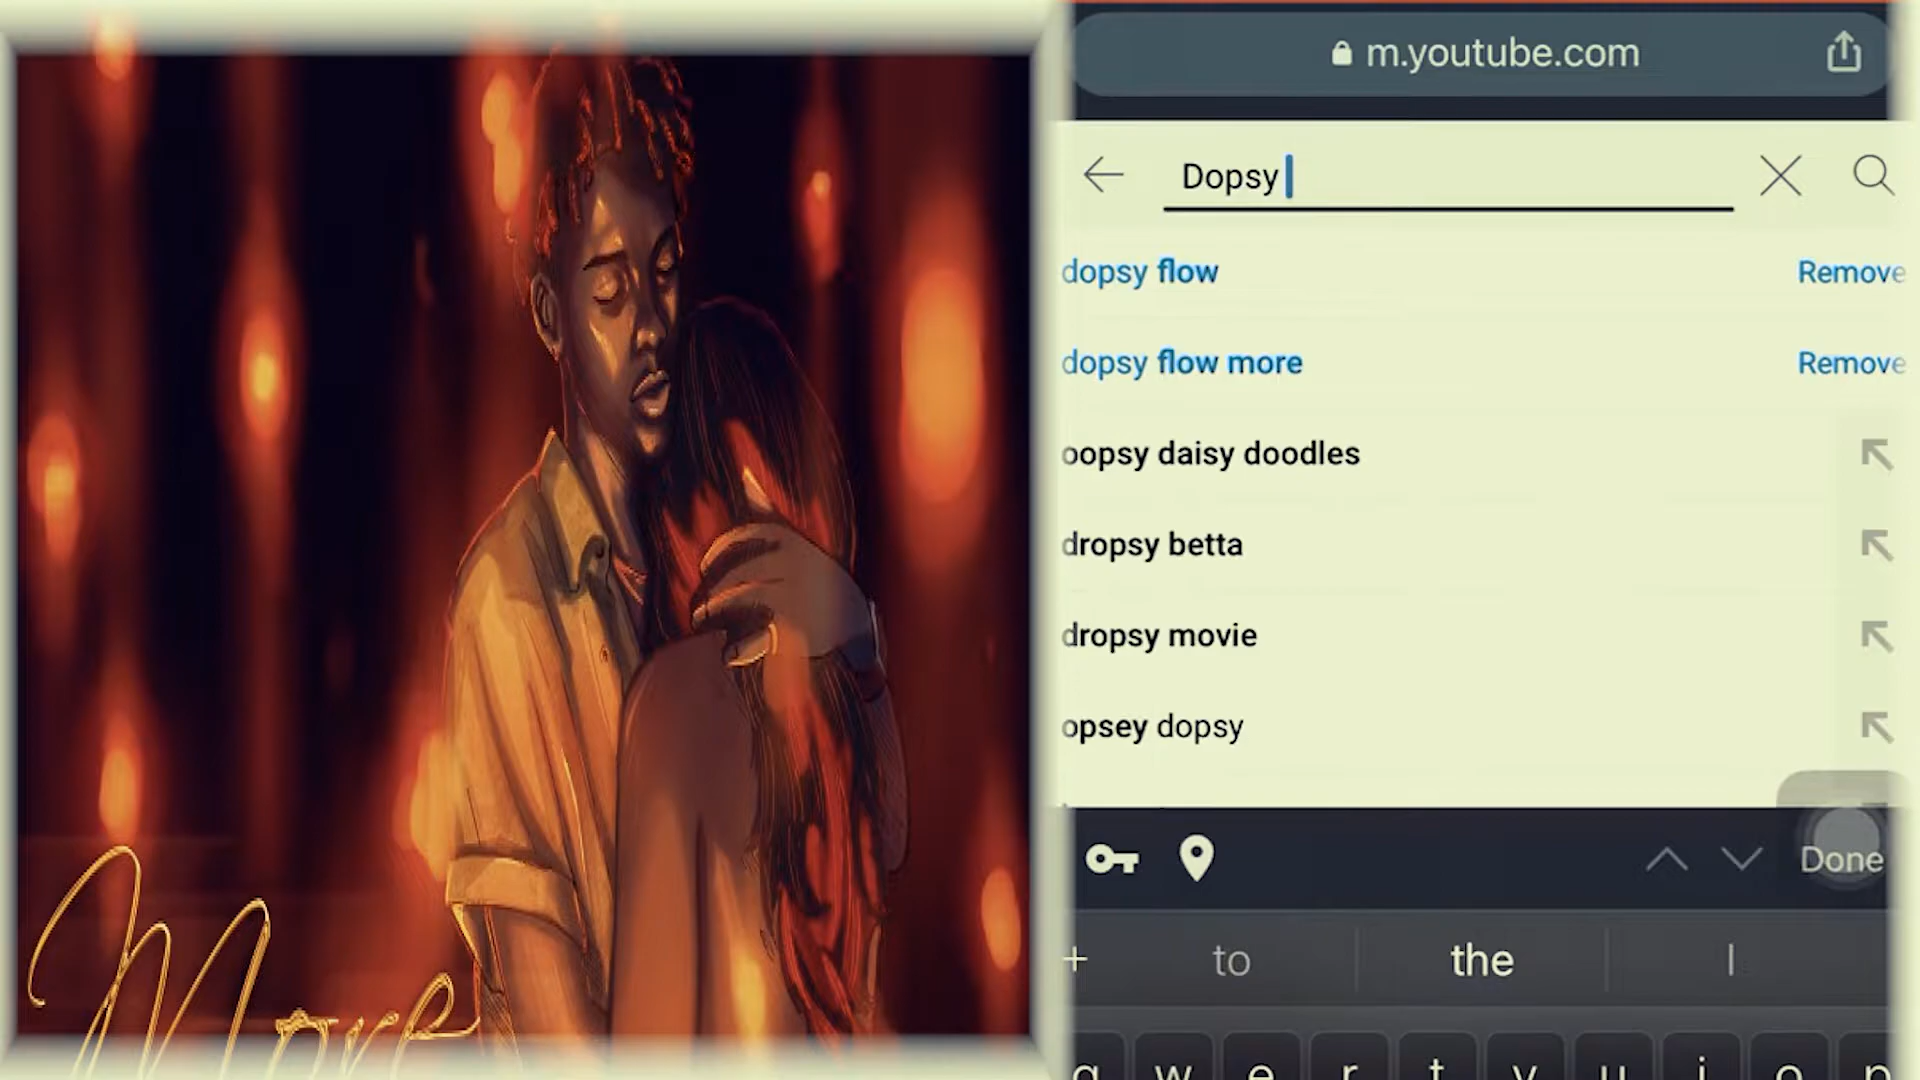 More
m.youtube.com
Dopsy
dopsy flow Remove
dopsy flow more Remove
oopsy daisy doodles
dropsy betta
dropsy movie
opsey dopsy
Done
+ to the I
q w e r t y u i o p